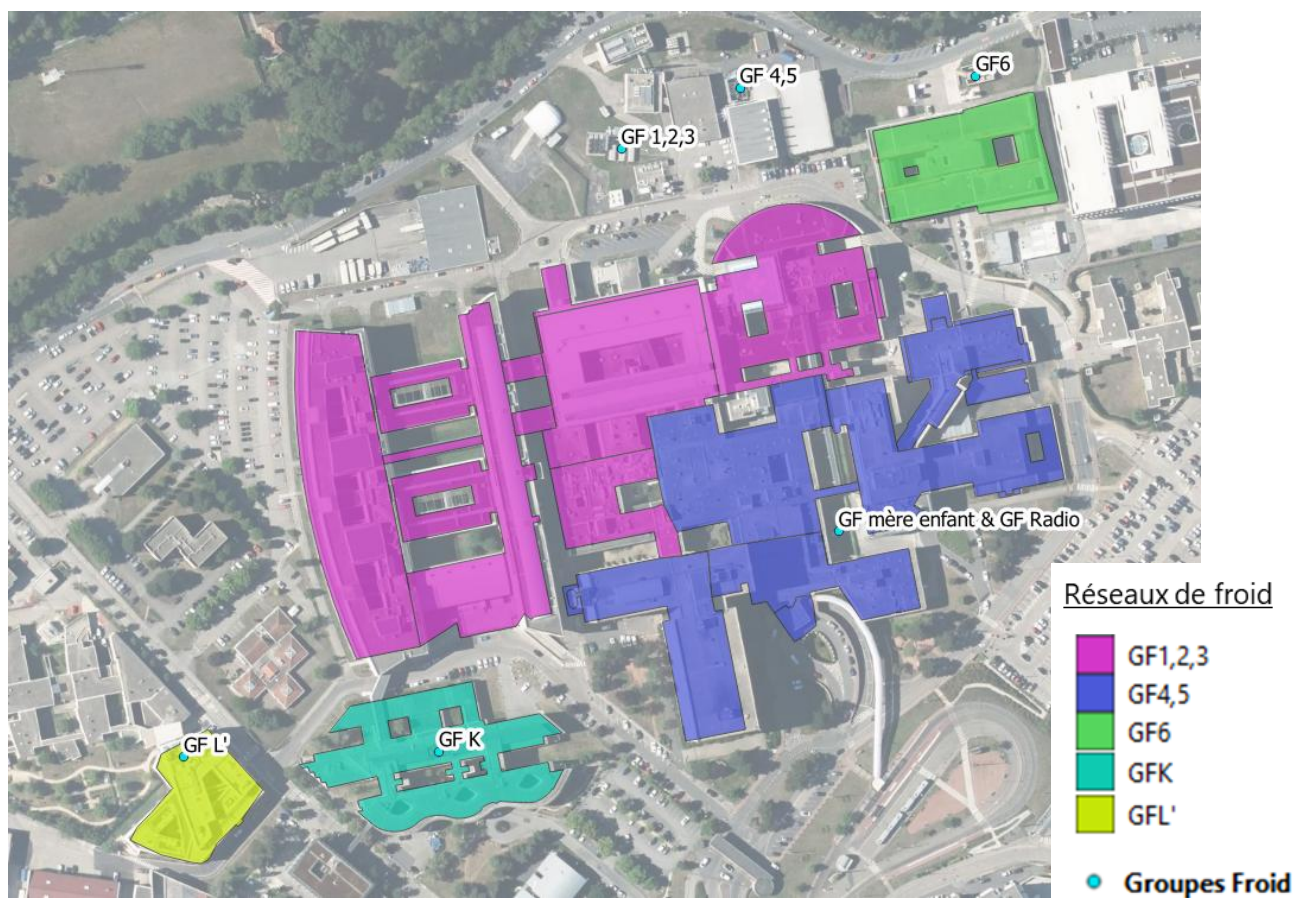 GF6
GF 4,5
GF 1,2,3
GF mère enfant & GF Radio
GF L'
GF K
Réseaux de froid
GF1,2,3
GF4,5
GF6
GFK
GFL'
Groupes Froid